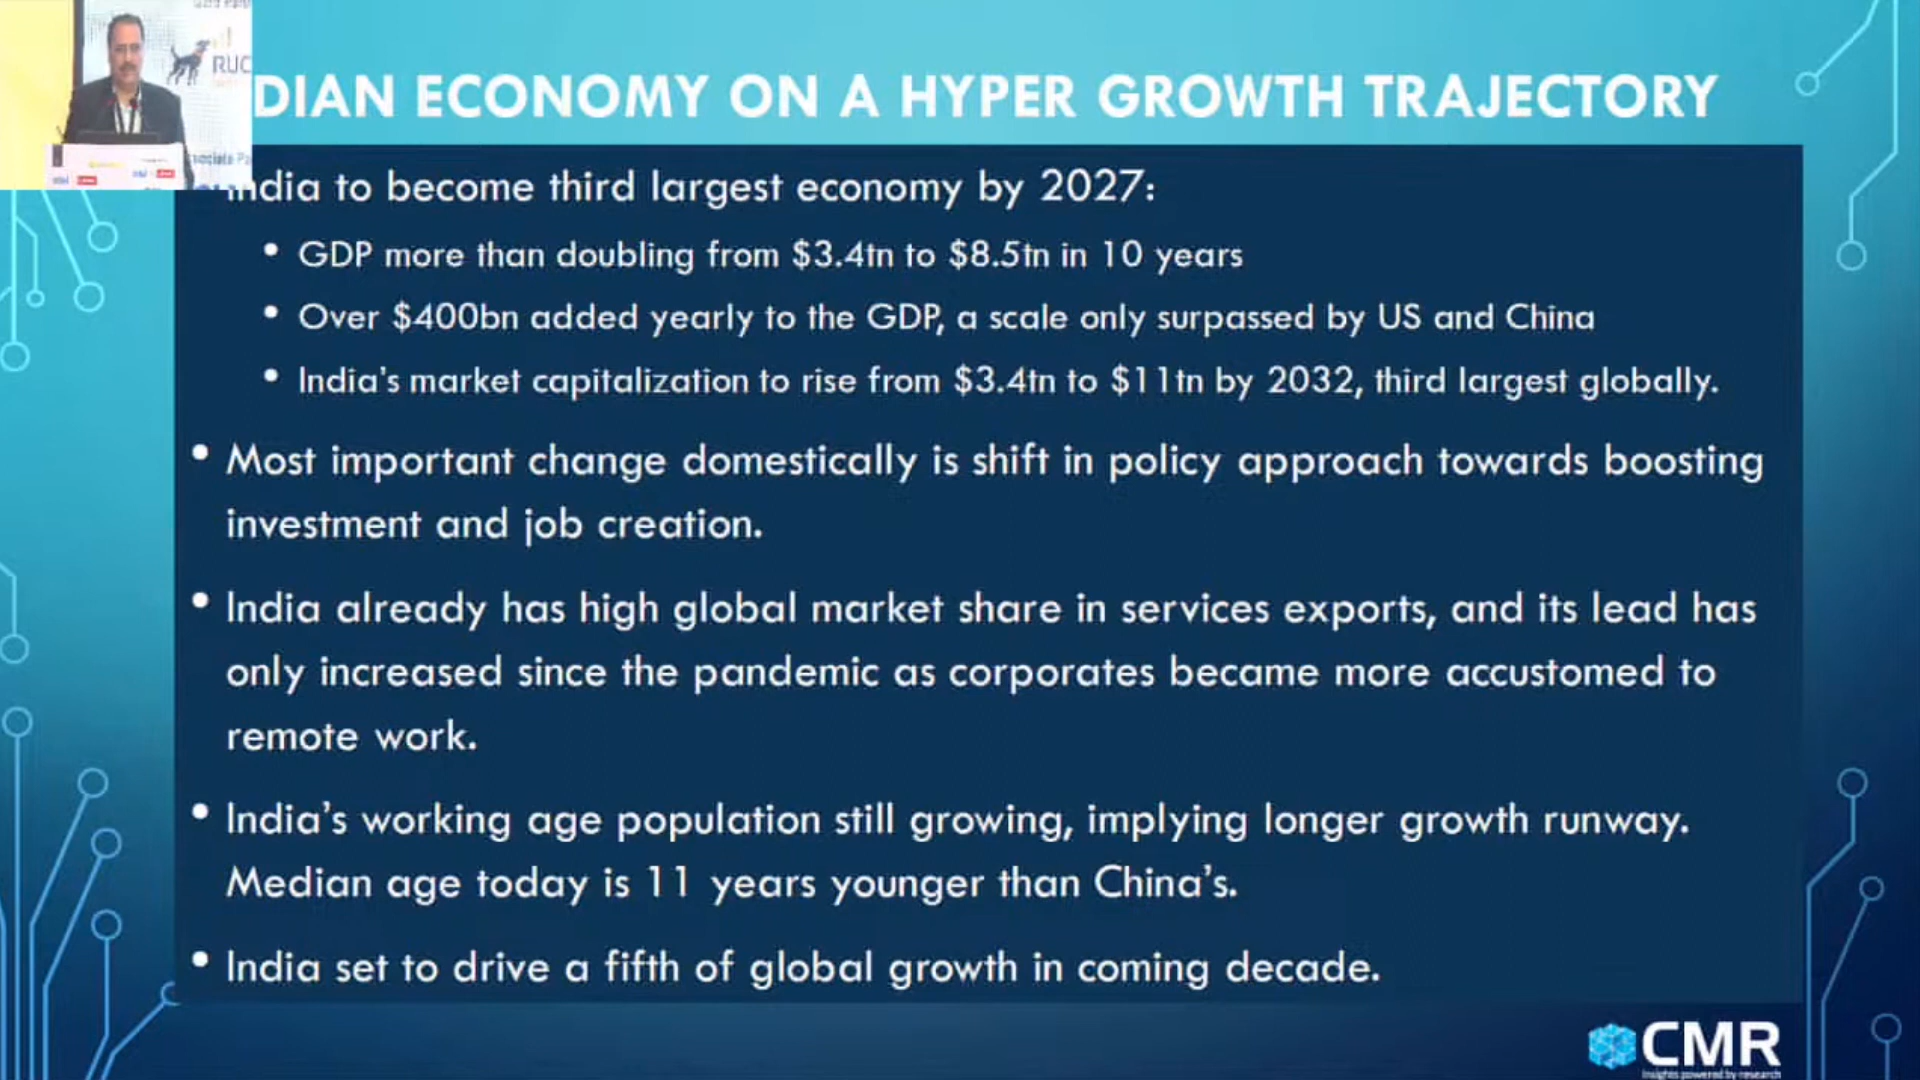 RUC
DIAN ECONOMY ON A HYPER GROWTH TRAJECTORY
India to become third largest economy by 2027:
• GDP more than doubling from $3.4tn to $8.5tn in 10 years
• Over $400bn added yearly to the GDP, a scale only surpassed by US and China
• India's market capitalization to rise from $3.4tn to $11tn by 2032, third largest globally.
• Most important change domestically is shift in policy approach towards boosting
investment and job creation.
• India already has high global market share in services exports, and its lead has
only increased since the pandemic as corporates became more accustomed to
remote work.
• India's working age population still growing, implying longer growth runway.
Median age today is 11 years younger than China's.
• India set to drive a fifth of global growth in coming decade.
CMR
Insights powered by research